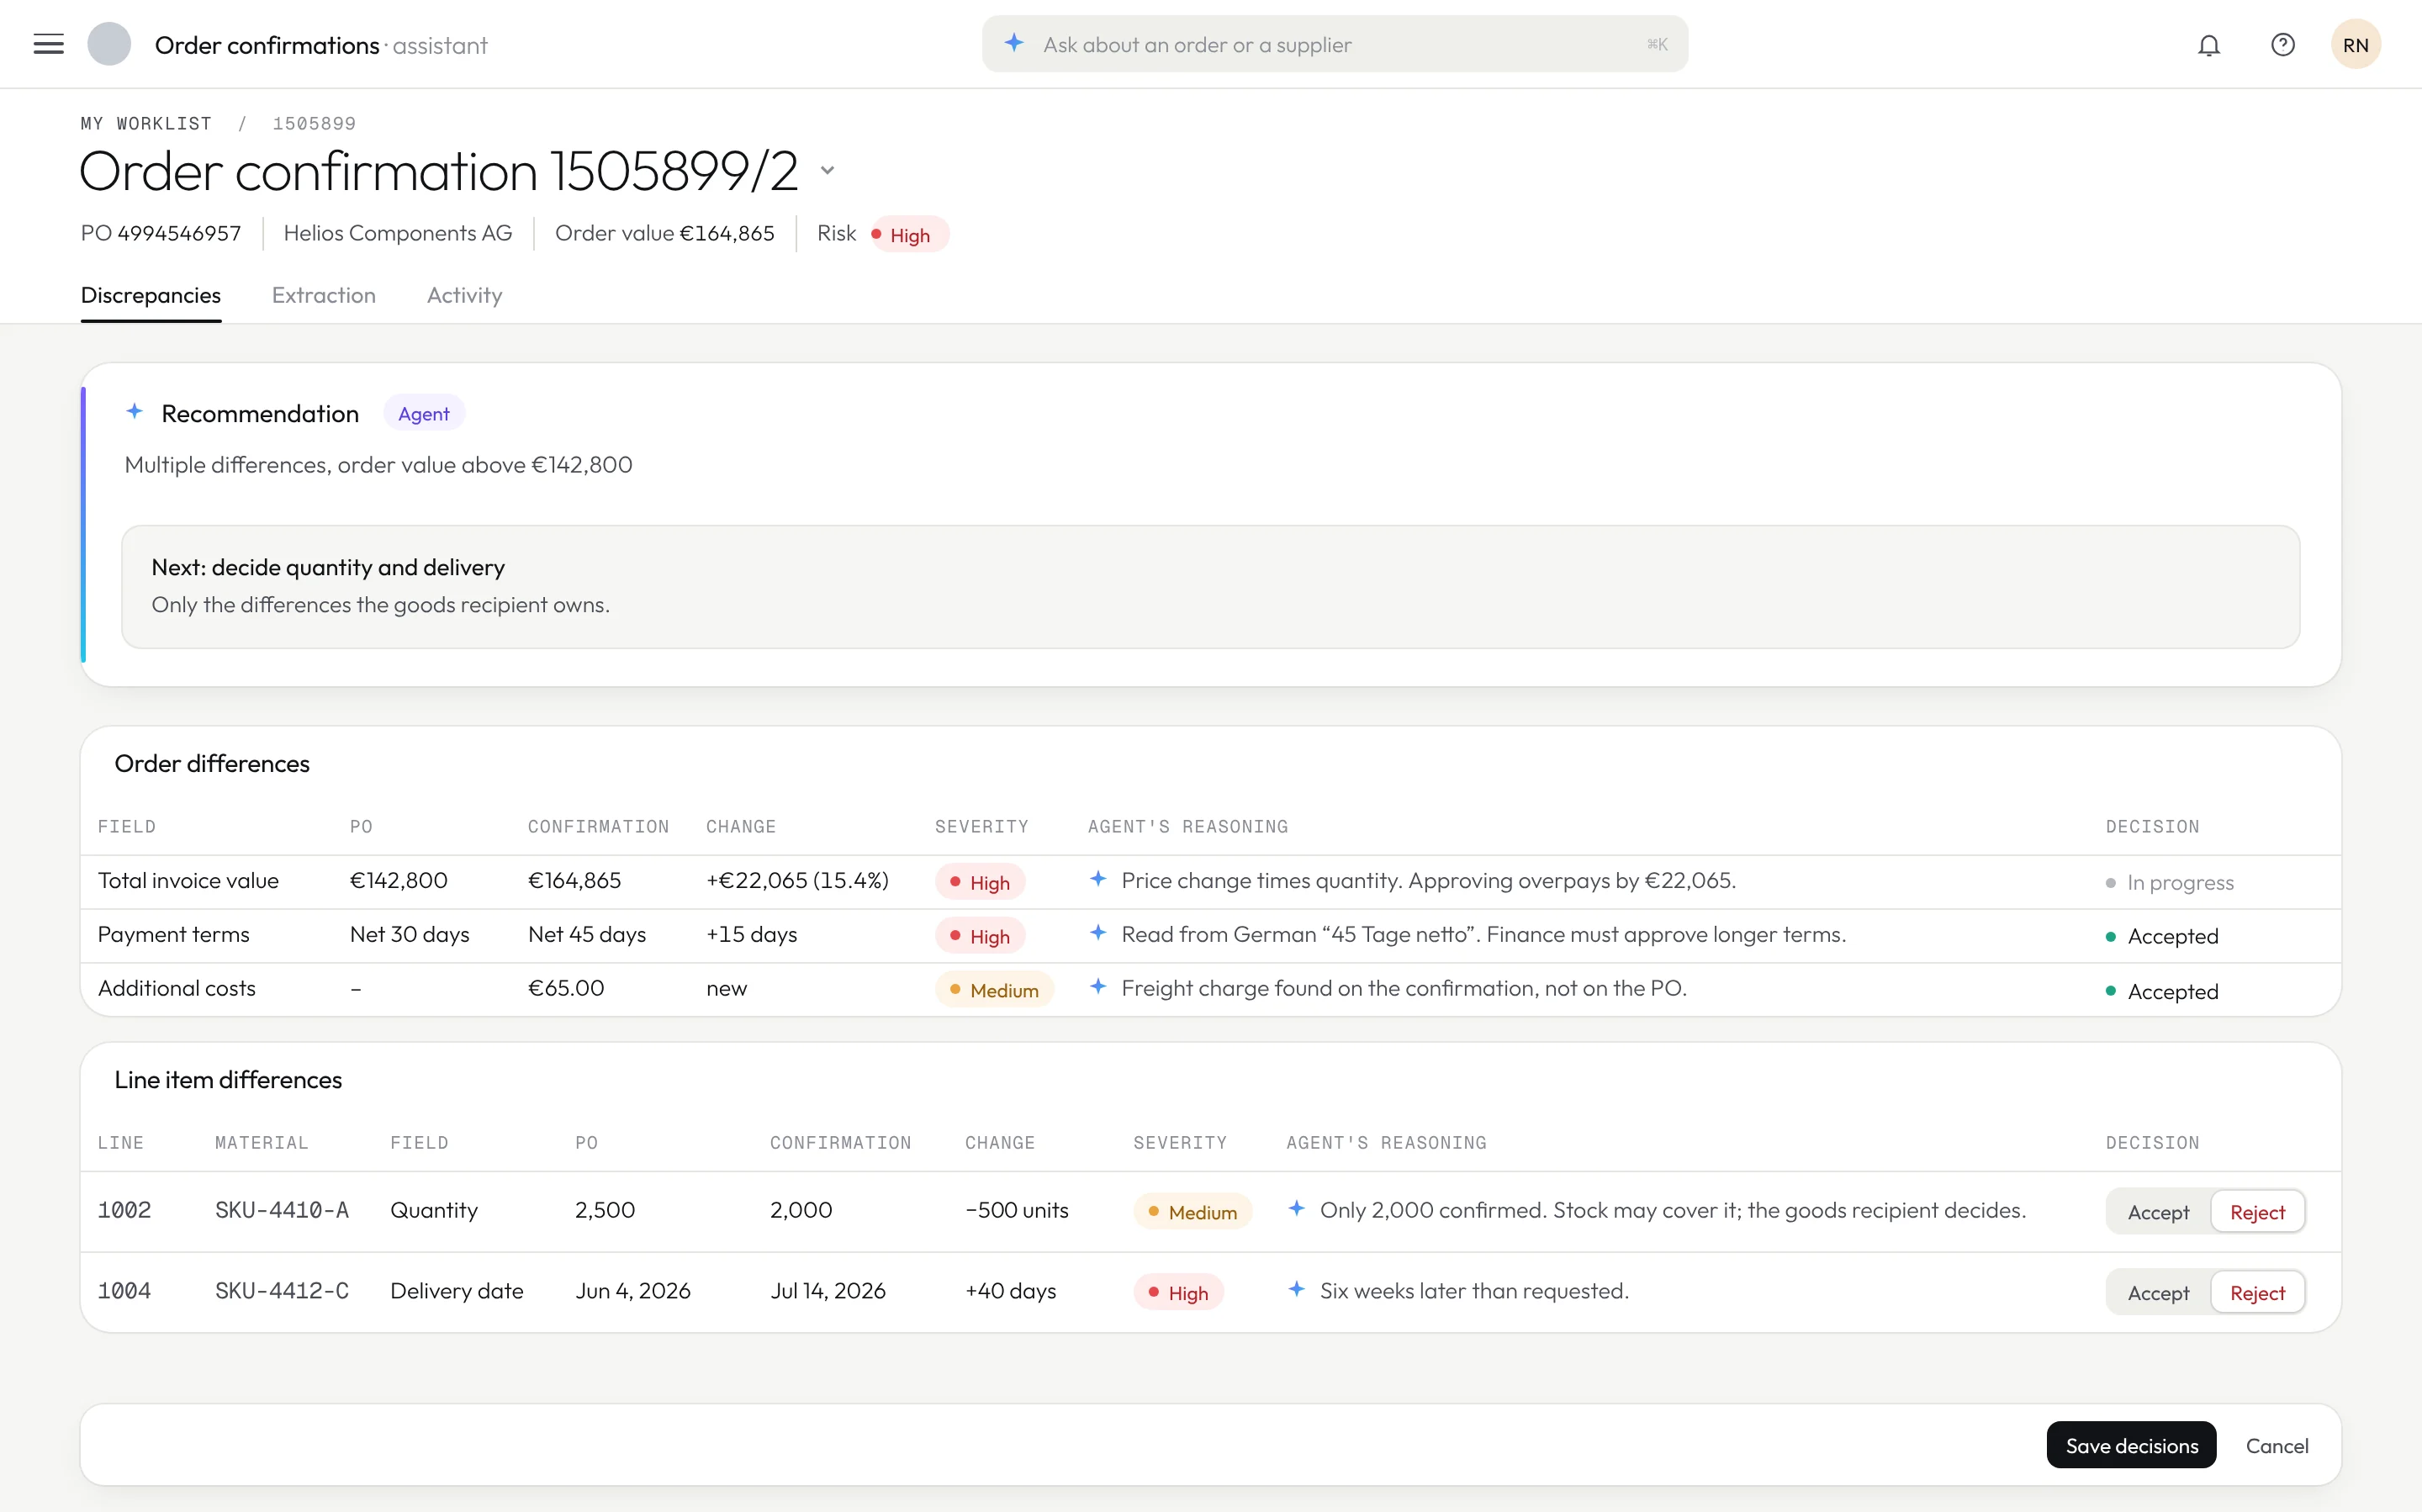 Order confirmations · assistant
Ask about an order or a supplier
⌘K
RN
MY WORKLIST / 1505899
Order confirmation 1505899/2
PO 4994546957
Helios Components AG
Order value €164,865
Risk
High
Discrepancies
Extraction
Activity
Recommendation
Agent
Multiple differences, order value above €142,800
Next: decide quantity and delivery
Only the differences the goods recipient owns.
Order differences
FIELD PO CONFIRMATION CHANGE SEVERITY AGENT'S REASONING DECISION
Total invoice value €142,800 €164,865 +€22,065 (15.4%) High Price change times quantity. Approving overpays by €22,065. In progress
Payment terms Net 30 days Net 45 days +15 days High Read from German “45 Tage netto”. Finance must approve longer terms. Accepted
Additional costs – €65.00 new Medium Freight charge found on the confirmation, not on the PO. Accepted
Line item differences
LINE MATERIAL FIELD PO CONFIRMATION CHANGE SEVERITY AGENT'S REASONING DECISION
1002 SKU-4410-A Quantity 2,500 2,000 −500 units Medium Only 2,000 confirmed. Stock may cover it; the goods recipient decides. Accept Reject
1004 SKU-4412-C Delivery date Jun 4, 2026 Jul 14, 2026 +40 days High Six weeks later than requested. Accept Reject
Save decisions
Cancel